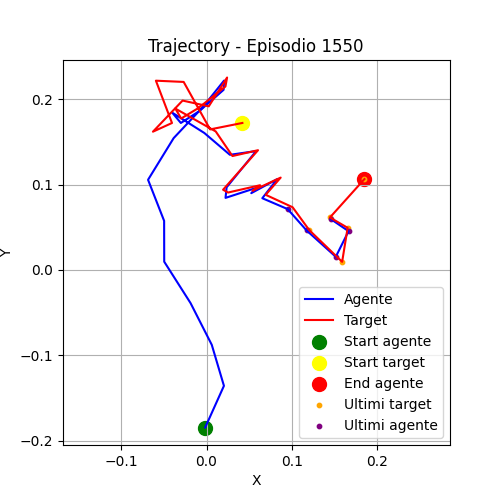 Trajectory - Episodio 1550
Y
0.2
0.1
0.0
−0.1
−0.2
−0.1
0.0
0.1
0.2
X
Agente
Target
Start agente
Start target
End agente
Ultimi target
Ultimi agente